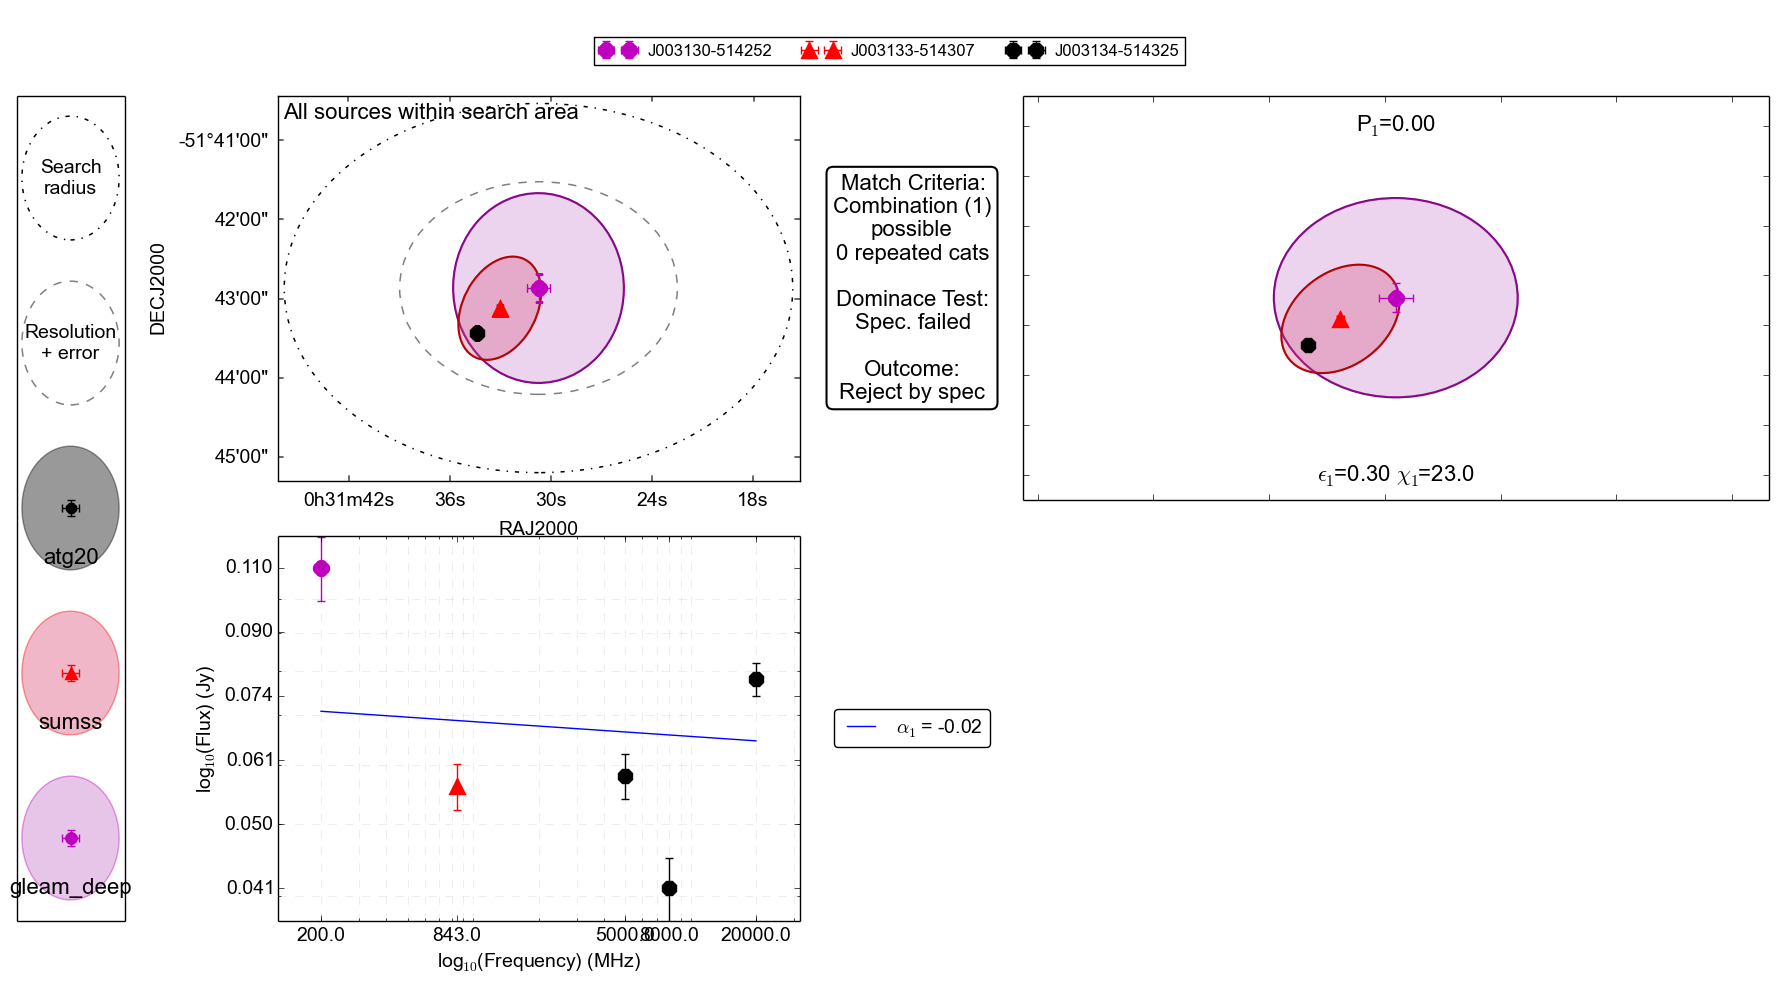 J003130-514252 J003133-514307 J003134-514325
Search
radius
Resolution
+ error
atg20
sumss
gleam_deep
All sources within search area
-51°41'00"
42'00"
43'00"
44'00"
45'00"
DECJ2000
0h31m42s 36s 30s 24s 18s
RAJ2000
Match Criteria:
Combination (1)
possible
0 repeated cats
Dominace Test:
Spec. failed
Outcome:
Reject by spec
P₁=0.00
ϵ₁=0.30 χ₁=23.0
0.110
0.090
0.074
0.061
0.050
0.041
log₁₀(Flux) (Jy)
200.0 843.0 5000.0 8000.0 20000.0
log₁₀(Frequency) (MHz)
α₁ = -0.02